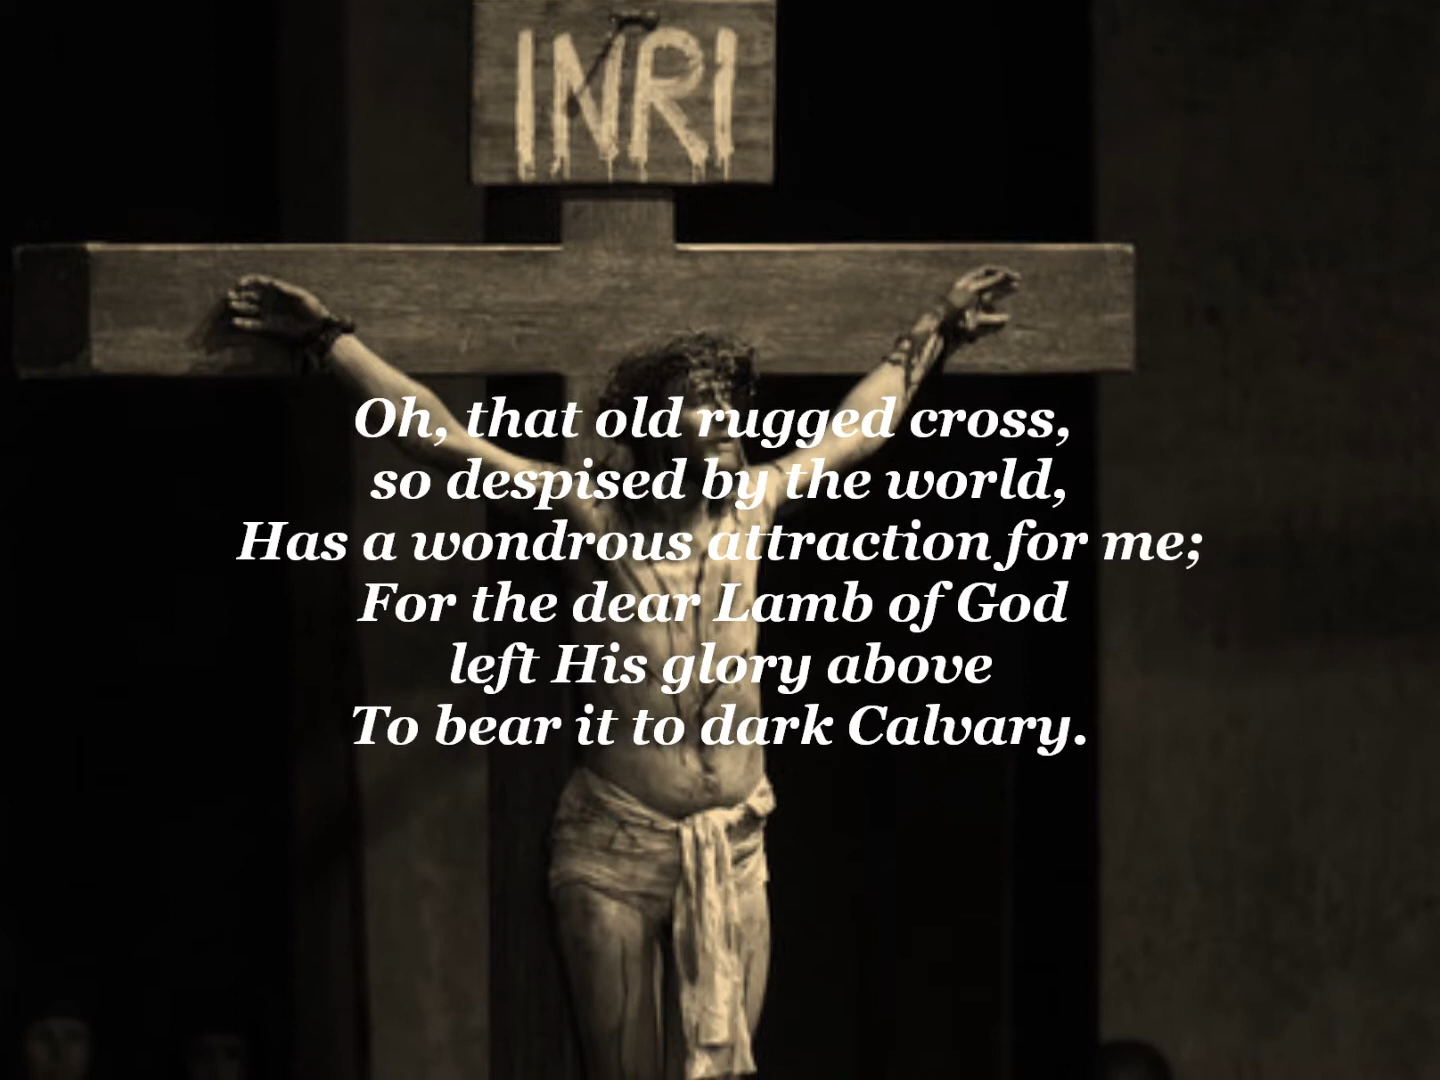 INRI
Oh, that old rugged cross,
so despised by the world,
Has a wondrous attraction for me;
For the dear Lamb of God
left His glory above
To bear it to dark Calvary.